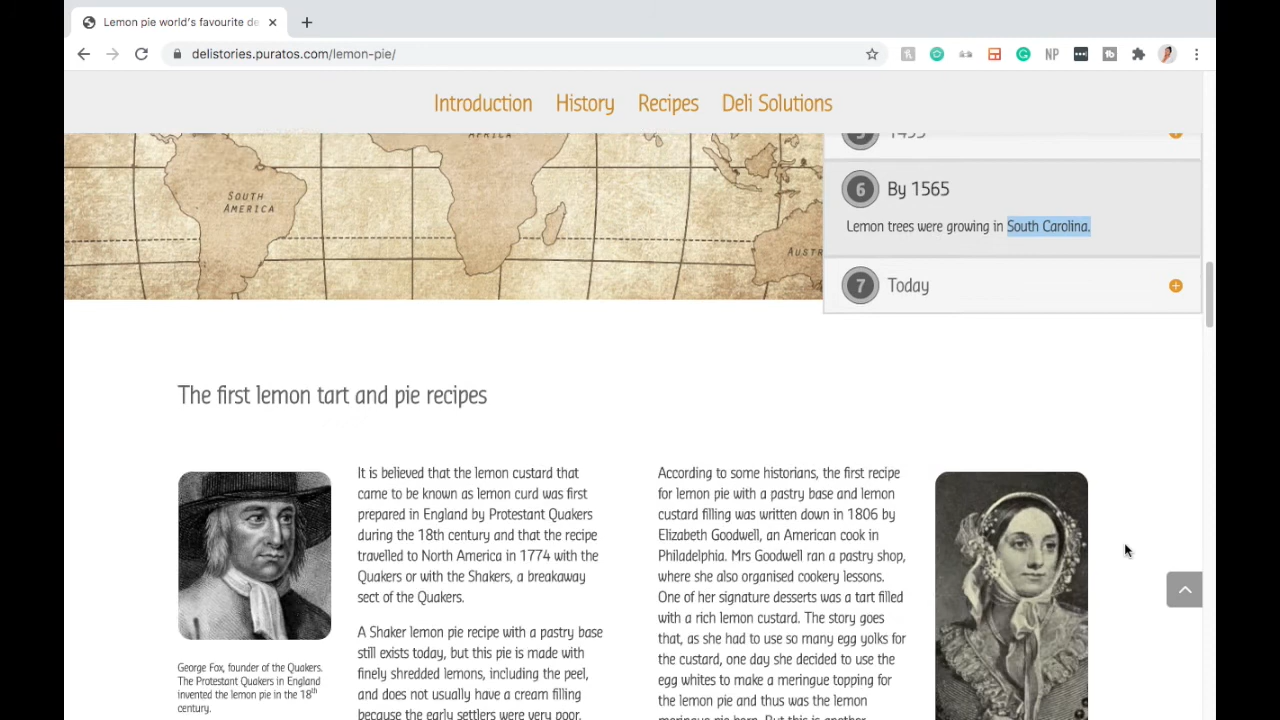 Lemon pie world's favourite de
delistories.puratos.com/lemon-pie/
NP
Introduction
History
Recipes
Deli Solutions
AFRICA
SOUTH
AMERICA
5 1493
6 By 1565
Lemon trees were growing in South Carolina.
7 Today
The first lemon tart and pie recipes
It is believed that the lemon custard that
came to be known as lemon curd was first
prepared in England by Protestant Quakers
during the 18th century and that the recipe
travelled to North America in 1774 with the
Quakers or with the Shakers, a breakaway
sect of the Quakers.
A Shaker lemon pie recipe with a pastry base
still exists today, but this pie is made with
finely shredded lemons, including the peel,
and does not usually have a cream filling
because the early settlers were very poor.
According to some historians, the first recipe
for lemon pie with a pastry base and lemon
custard filling was written down in 1806 by
Elizabeth Goodwell, an American cook in
Philadelphia. Mrs Goodwell ran a pastry shop,
where she also organised cookery lessons.
One of her signature desserts was a tart filled
with a rich lemon custard. The story goes
that, as she had to use so many egg yolks for
the custard, one day she decided to use the
egg whites to make a meringue topping for
the lemon pie and thus was the lemon
meringue pie born. But this is another
George Fox, founder of the Quakers.
The Protestant Quakers in England
invented the lemon pie in the 18th
century.